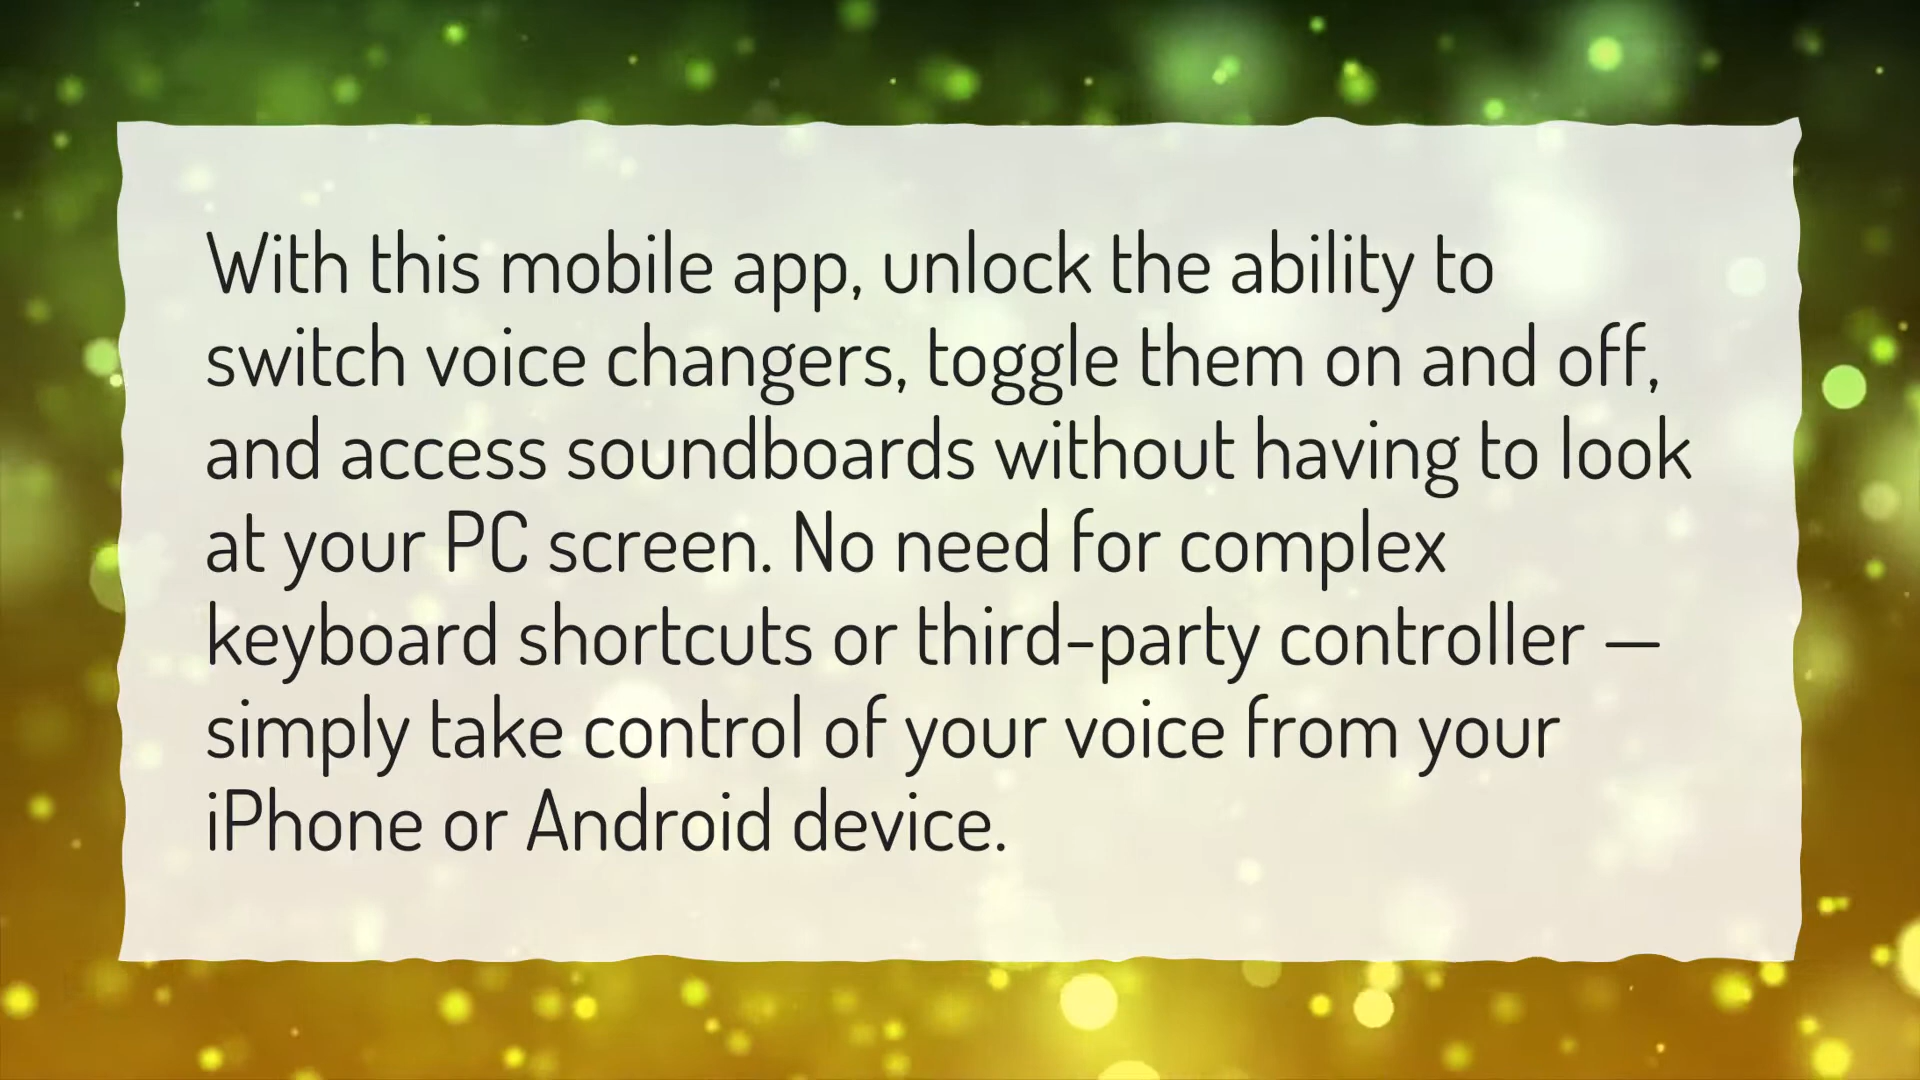 With this mobile app, unlock the ability to
switch voice changers, toggle them on and off,
and access soundboards without having to look
at your PC screen. No need for complex
keyboard shortcuts or third-party controller —
simply take control of your voice from your
iPhone or Android device.